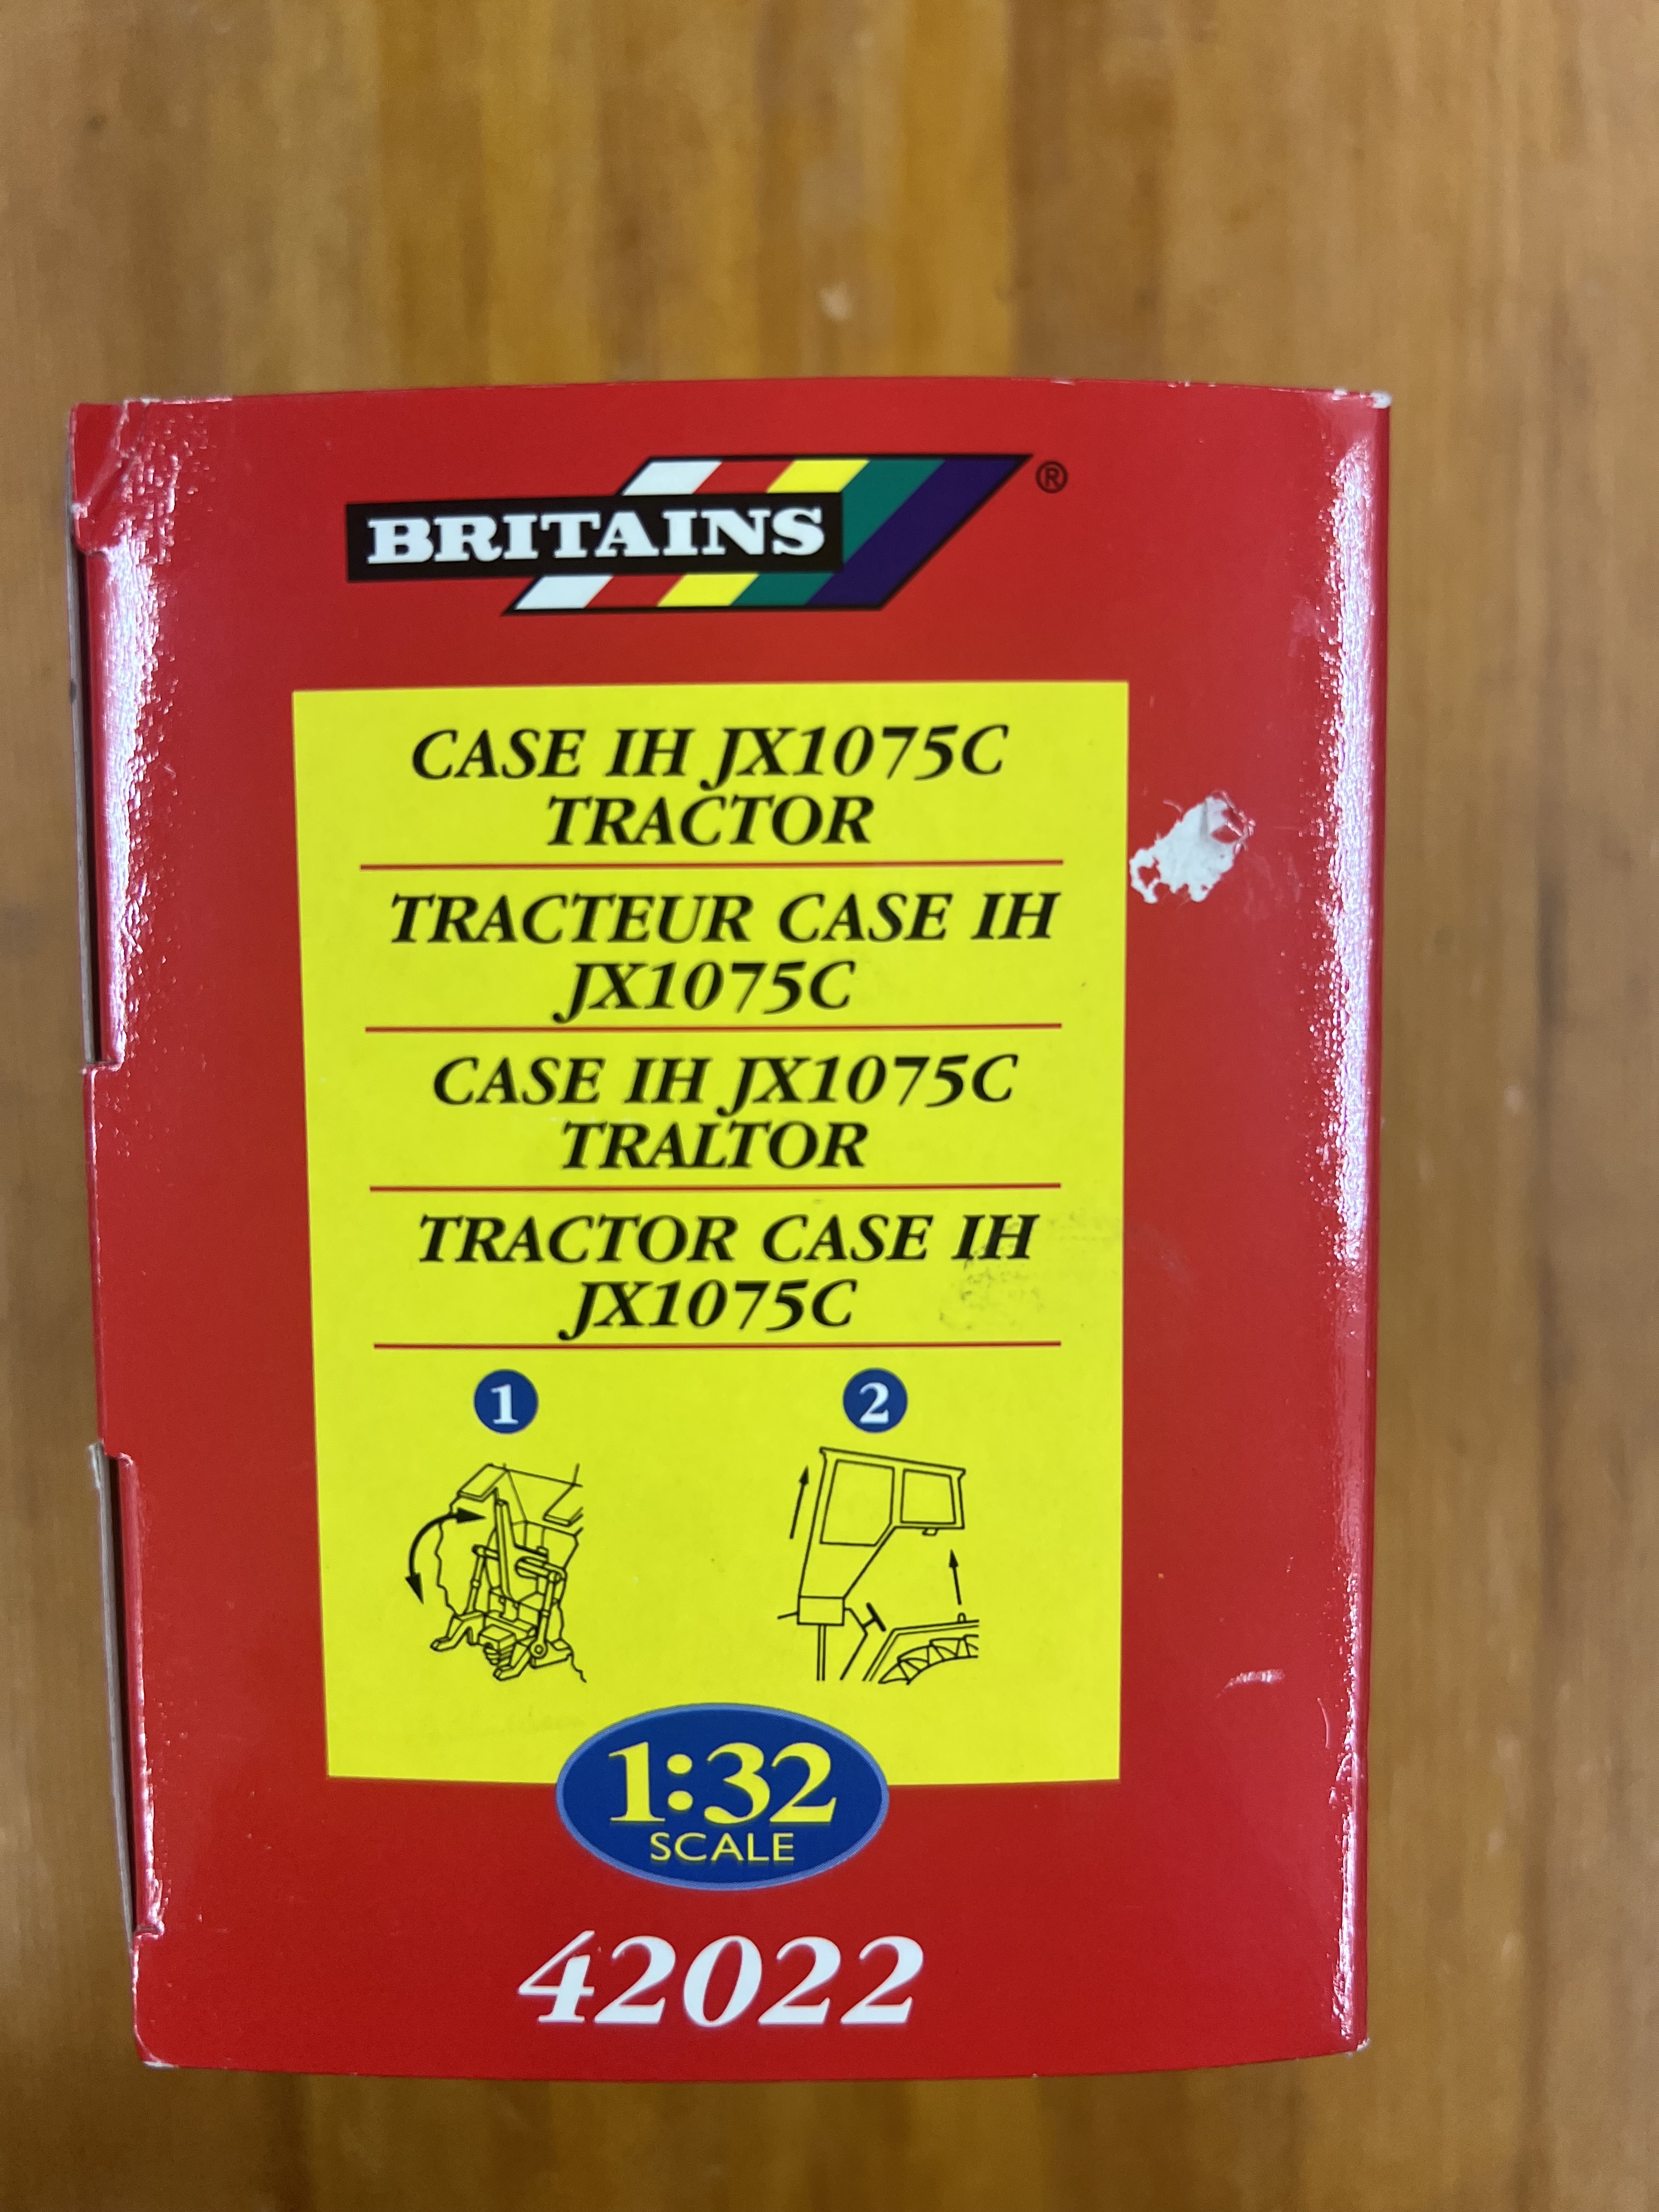 BRITAINS ®
CASE IH JX1075C
TRACTOR
TRACTEUR CASE IH
JX1075C
CASE IH JX1075C
TRALTOR
TRACTOR CASE IH
JX1075C
1 2
1:32
SCALE
42022